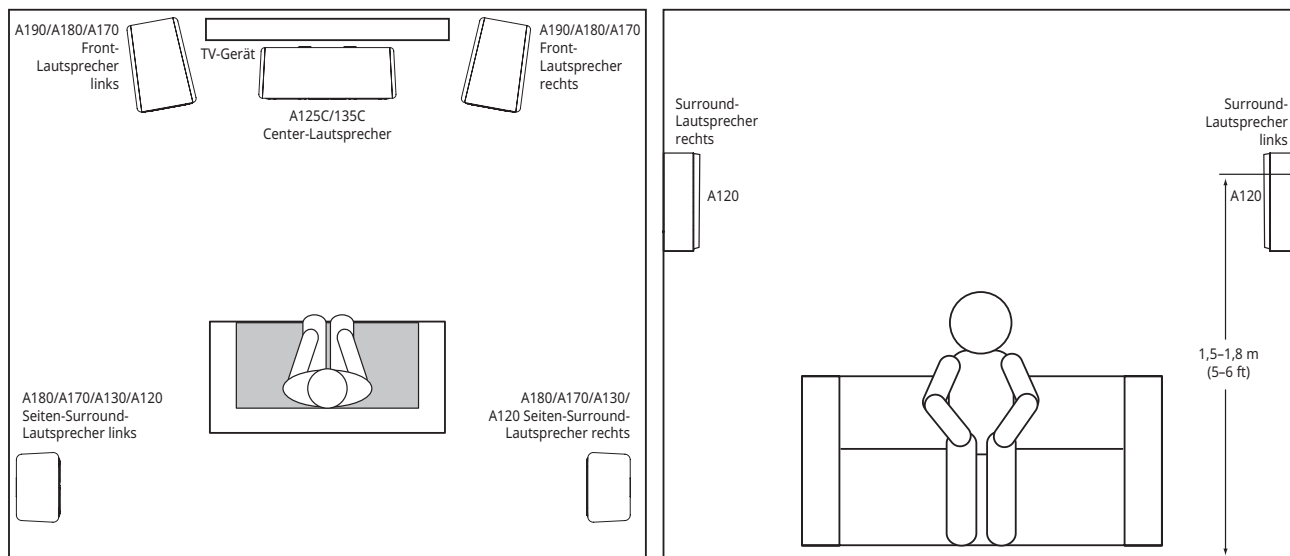 A190/A180/A170
Front-
Lautsprecher
links
TV-Gerät
A190/A180/A170
Front-
Lautsprecher
rechts
A125C/135C
Center-Lautsprecher
A180/A170/A130/A120
Seiten-Surround-
Lautsprecher links
A180/A170/A130/
A120 Seiten-Surround-
Lautsprecher rechts
Surround-
Lautsprecher
rechts
A120
Surround-
Lautsprecher
links
A120
1,5–1,8 m
(5–6 ft)